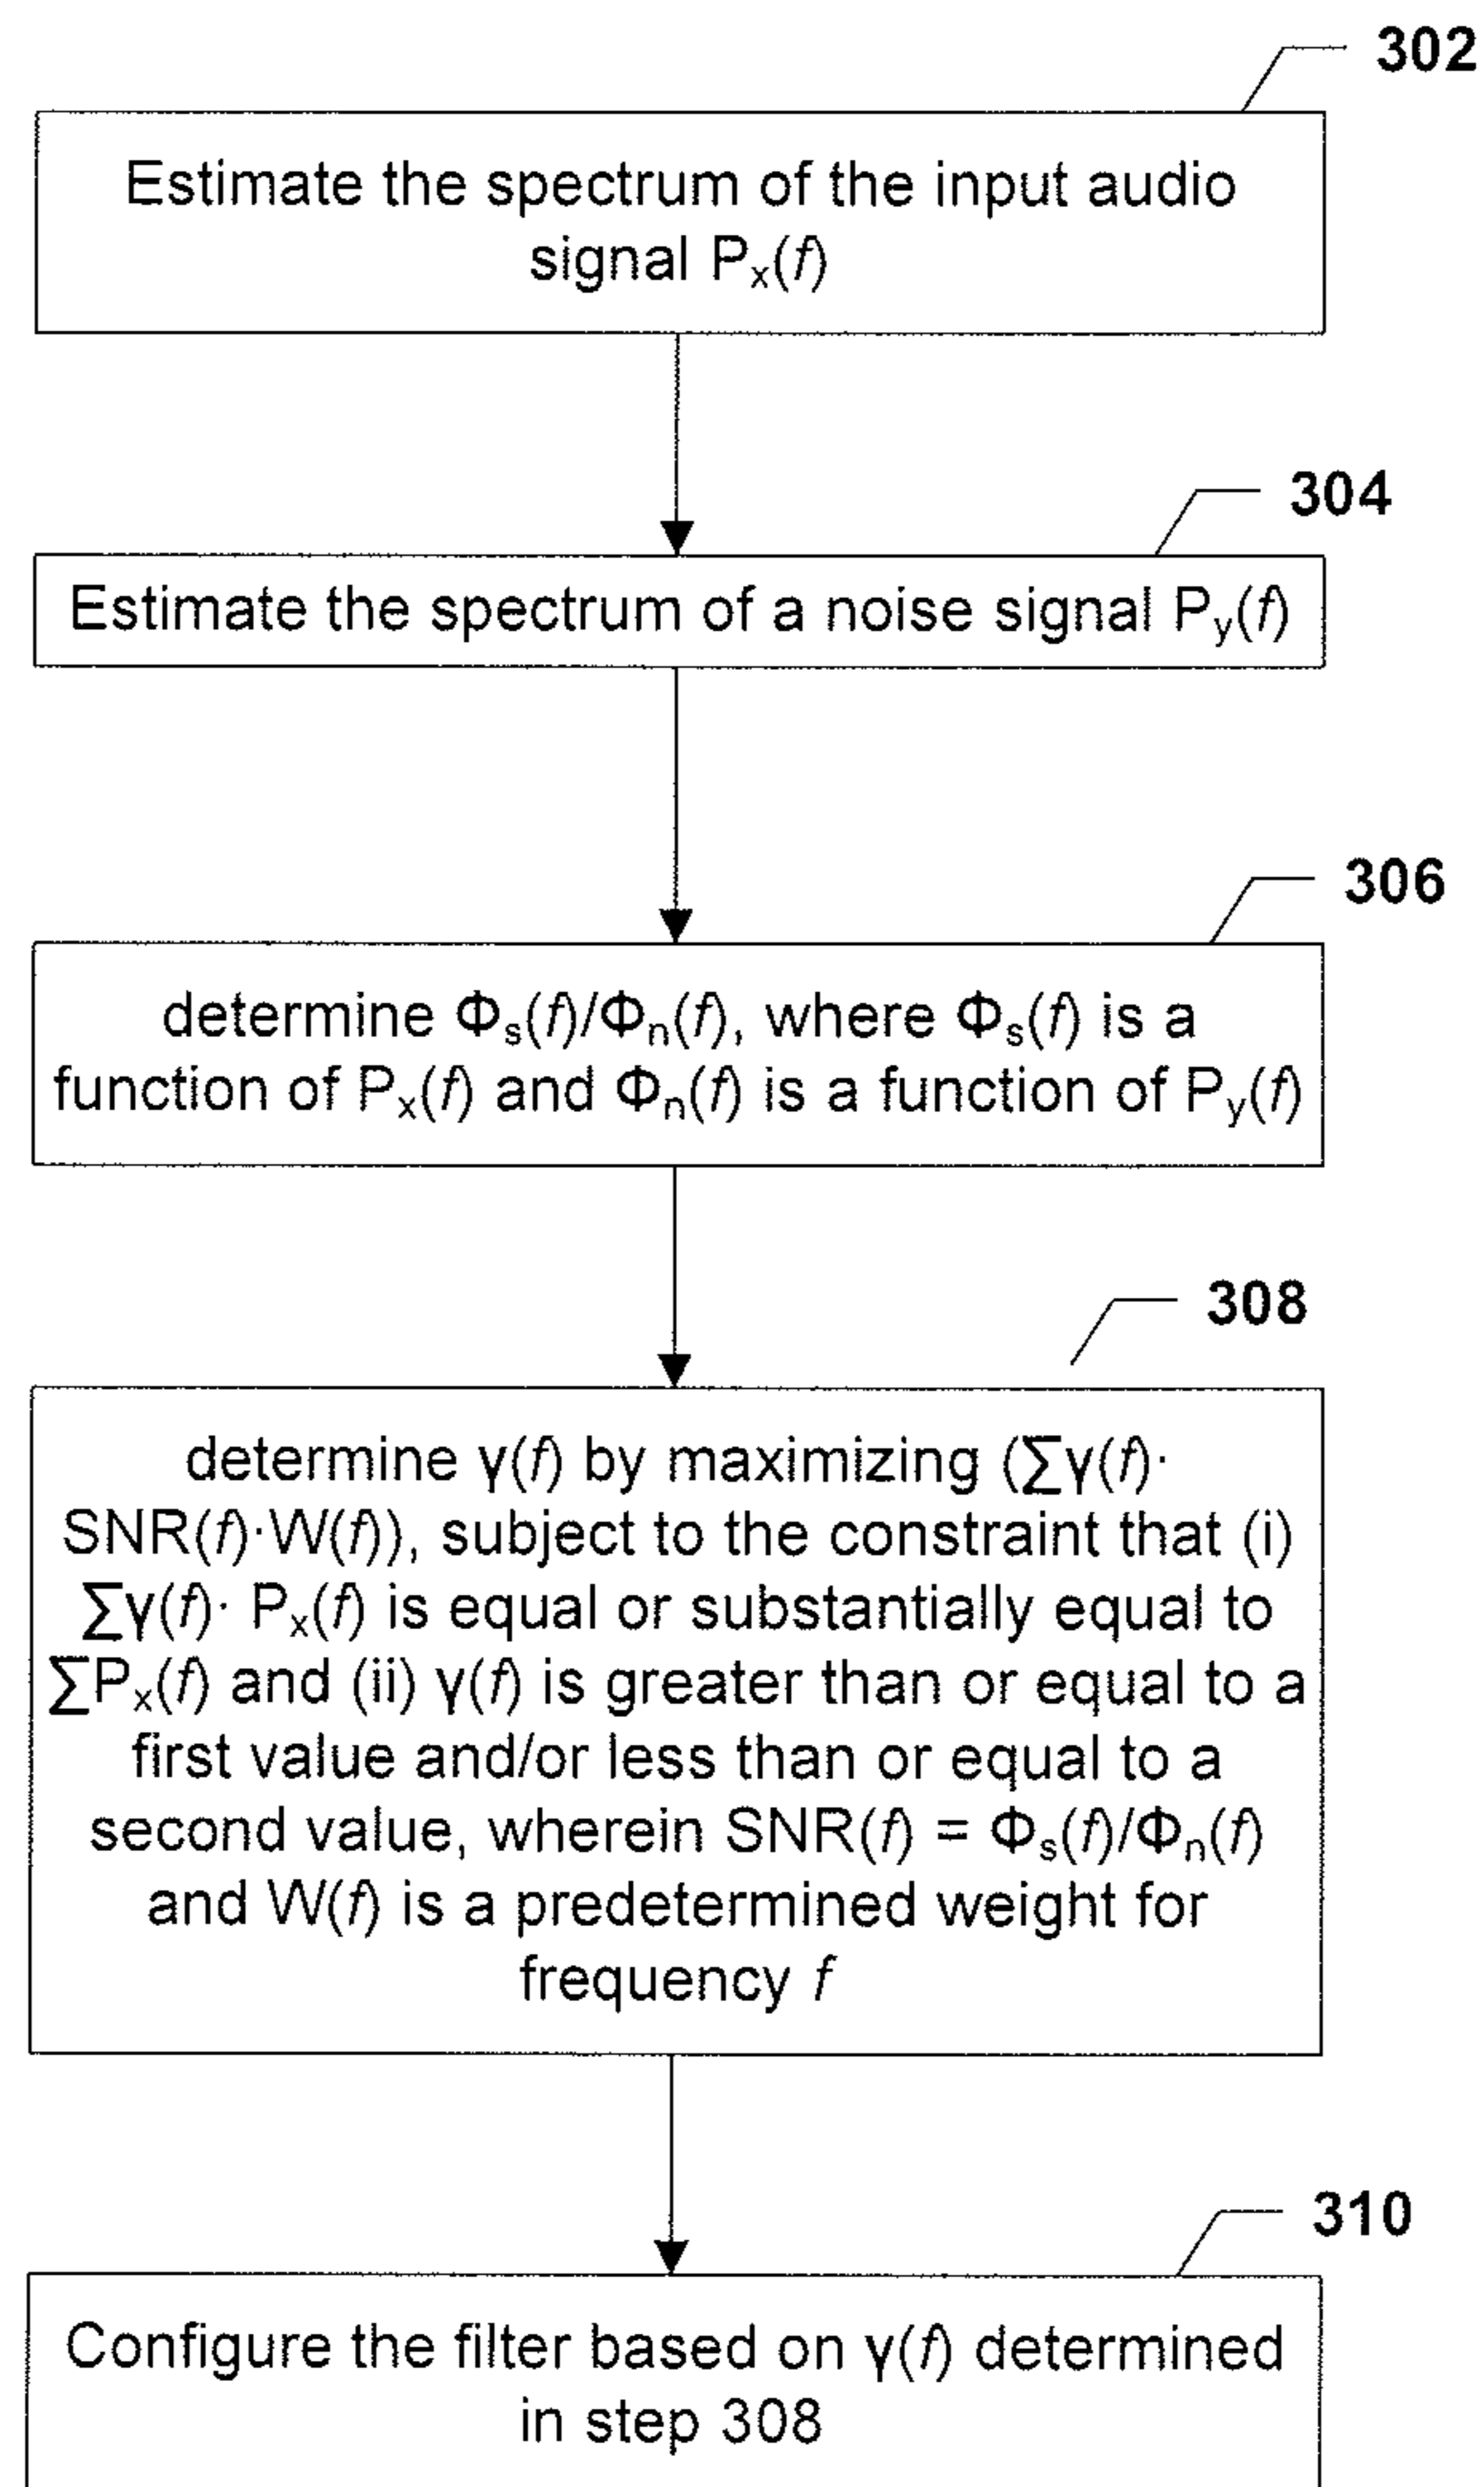 302
Estimate the spectrum of the input audio
signal Pₓ(f)
304
Estimate the spectrum of a noise signal P_y(f)
306
determine Φₛ(f)/Φₙ(f), where Φₛ(f) is a
function of Pₓ(f) and Φₙ(f) is a function of P_y(f)
308
determine γ(f) by maximizing (∑γ(f)·
SNR(f)·W(f)), subject to the constraint that (i)
∑γ(f)· Pₓ(f) is equal or substantially equal to
∑Pₓ(f) and (ii) γ(f) is greater than or equal to a
first value and/or less than or equal to a
second value, wherein SNR(f) = Φₛ(f)/Φₙ(f)
and W(f) is a predetermined weight for
frequency f
310
Configure the filter based on γ(f) determined
in step 308